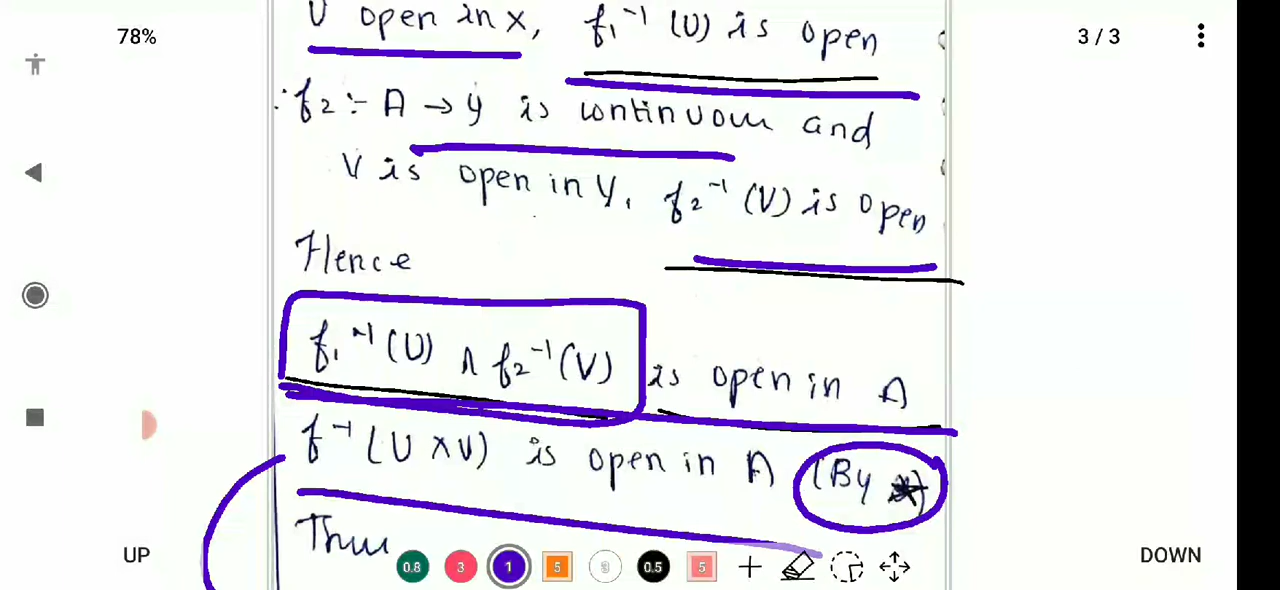 U open in X, f₁⁻¹ (U) is open
78%
3 / 3
∴ f₂ :- A → y is continuous and
V is open in Y, f₂⁻¹ (V) is open
Hence
f₁⁻¹ (U) ∩ f₂⁻¹ (V) is open in A
f⁻¹ (U × V) is open in A (By *)
Thus
UP
DOWN
0.8 3 1 5 3 0.5 5